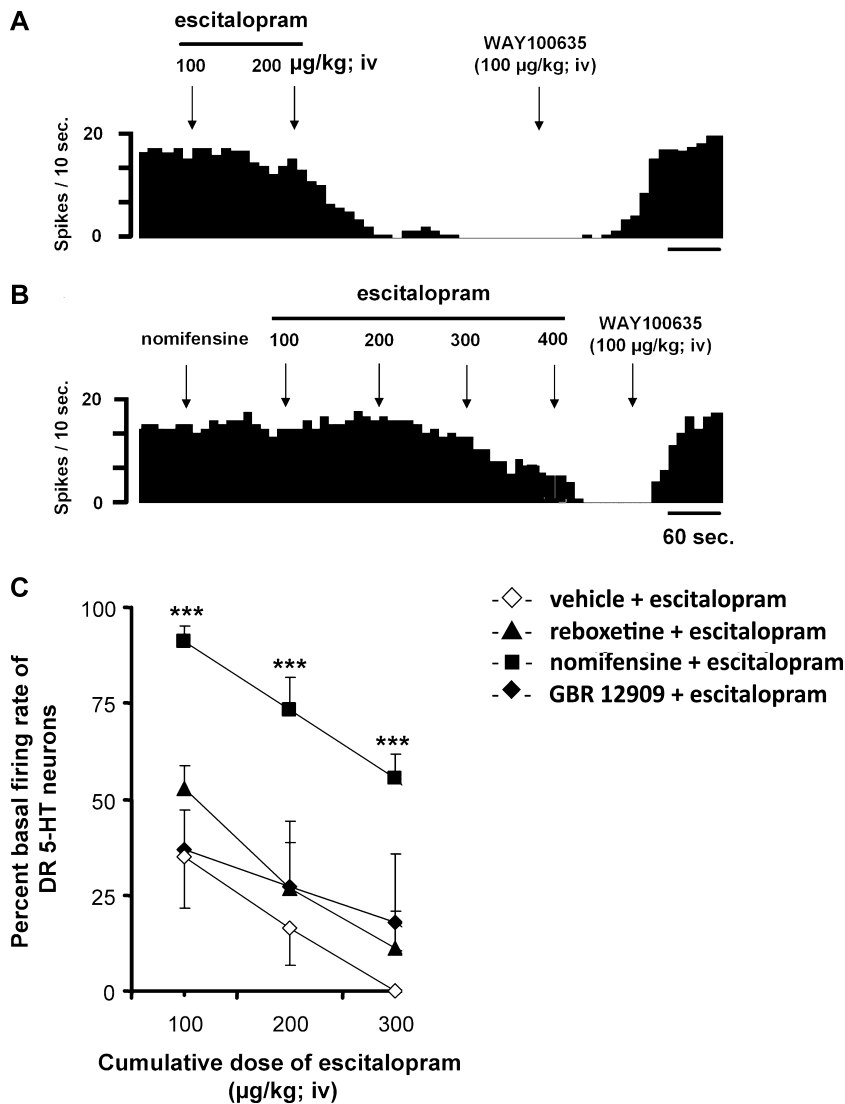 A
escitalopram
100 200 µg/kg; iv
WAY100635
(100 µg/kg; iv)
20
0
Spikes / 10 sec.
B
escitalopram
nomifensine 100 200 300 400
WAY100635
(100 µg/kg; iv)
20
0
Spikes / 10 sec.
60 sec.
C
100
75
50
25
0
Percent basal firing rate of
DR 5-HT neurons
***
***
***
vehicle + escitalopram
reboxetine + escitalopram
nomifensine + escitalopram
GBR 12909 + escitalopram
100 200 300
Cumulative dose of escitalopram
(µg/kg; iv)